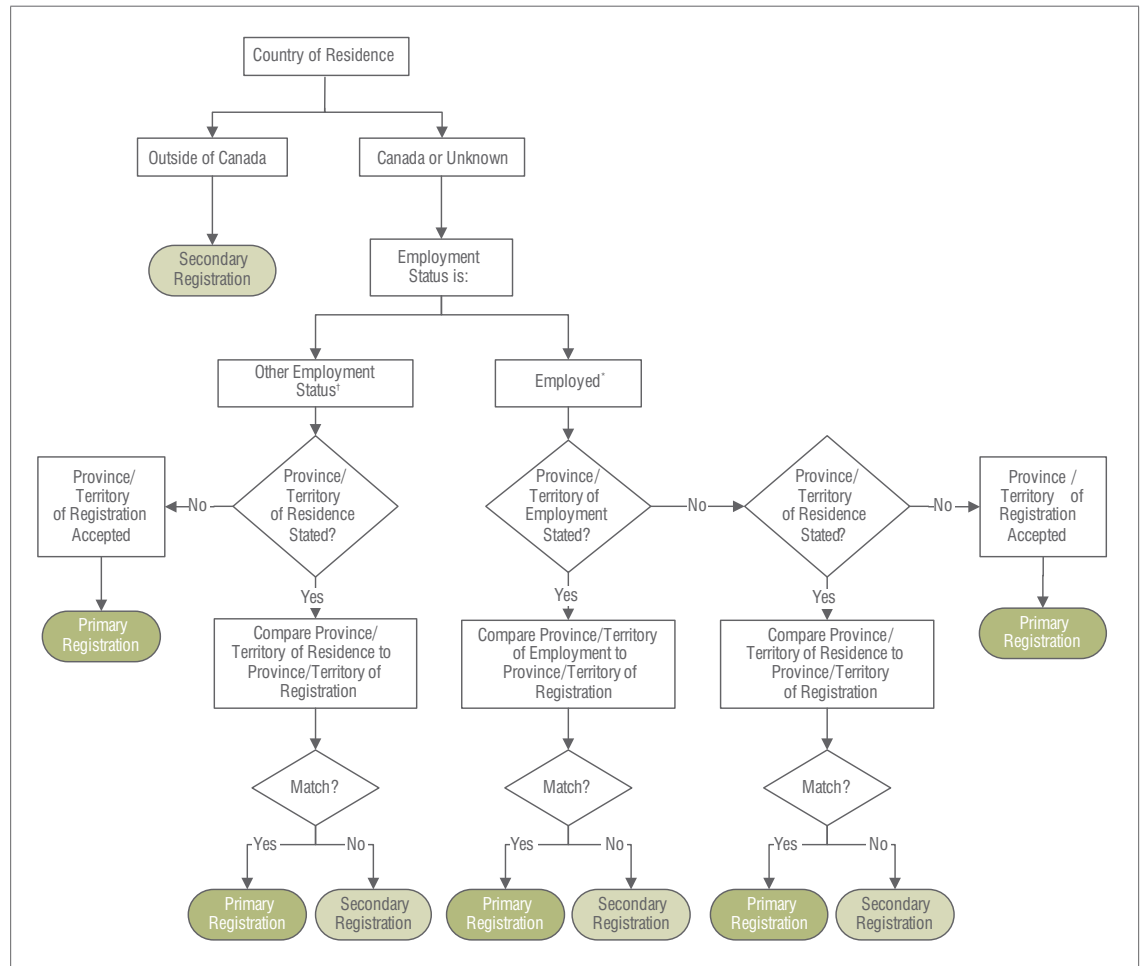 Country of Residence
Outside of Canada
Canada or Unknown
Secondary
Registration
Employment
Status is:
Other Employment
Status†
Employed*
Province/
Territory
of Registration
Accepted
No
Province/
Territory
of Residence
Stated?
Province/
Territory of
Employment
Stated?
No
Province/
Territory
of Residence
Stated?
No
Province /
Territory of
Registration
Accepted
Primary
Registration
Yes
Yes
Yes
Primary
Registration
Compare Province/
Territory of Residence to
Province/Territory of
Registration
Compare Province/Territory
of Employment to
Province/Territory of
Registration
Compare Province/
Territory of Residence to
Province/Territory
of Registration
Match?
Match?
Match?
Yes
No
Yes
No
Yes
No
Primary
Registration
Secondary
Registration
Primary
Registration
Secondary
Registration
Primary
Registration
Secondary
Registration